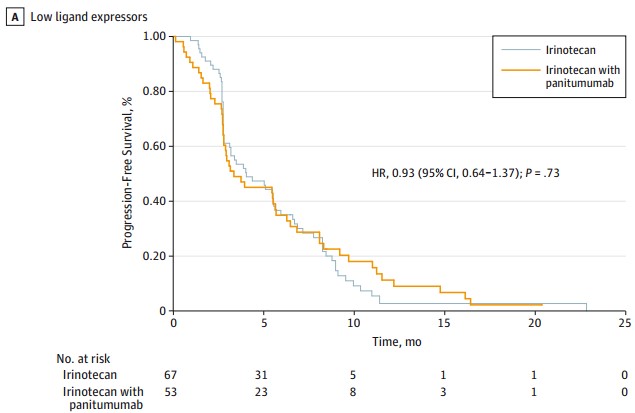 A Low ligand expressors
1.00
0.80
0.60
0.40
0.20
0
Progression-Free Survival, %
Irinotecan
Irinotecan with
panitumumab
HR, 0.93 (95% CI, 0.64–1.37); P = .73
0 5 10 15 20 25
Time, mo
No. at risk
Irinotecan 67 31 5 1 1 0
Irinotecan with 53 23 8 3 1 0
panitumumab